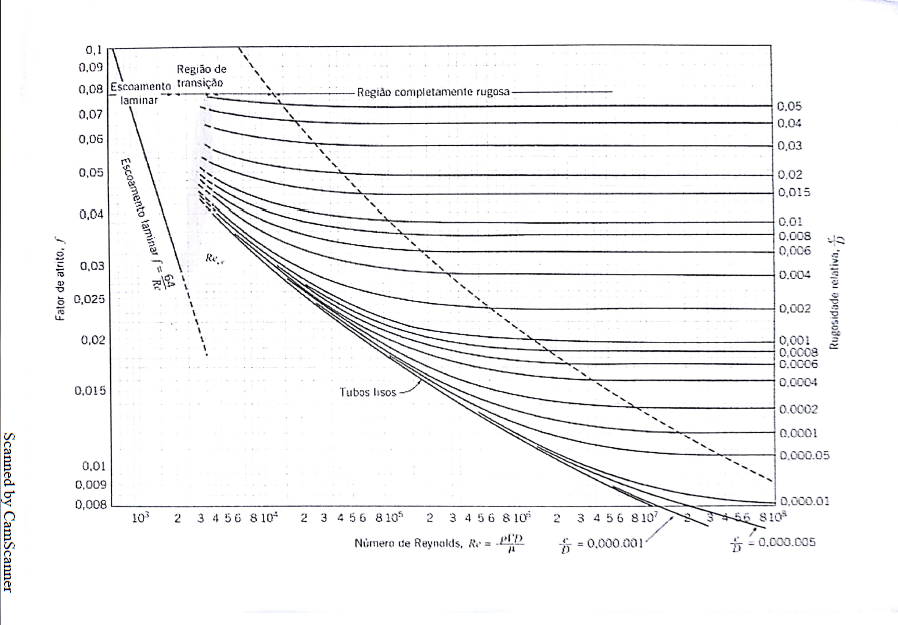 0,1
0,09
0,08
0,07
0,06
0,05
0,04
0,03
0,025
0,02
0,015
0,01
0,009
0,008
Fator de atrito, f
Escoamento
laminar
Região de
transição
Região completamente rugosa
Escoamento laminar f = 64/Re
Tubos lisos
0,05
0,04
0,03
0,02
0,015
0,01
0,008
0,006
0,004
0,002
0,001
0,0008
0,0006
0,0004
0,0002
0,0001
0,000.05
0,000.01
Rugosidade relativa, e/D
10³ 2 3 4 5 6 8 10⁴ 2 3 4 5 6 8 10⁵ 2 3 4 5 6 8 10⁶ 2 3 4 5 6 8 10⁷ 2 3 4 5 6 8 10⁸
Número de Reynolds, Re = ρVD/μ
e/D = 0,000.001
e/D = 0,000.005
Scanned by CamScanner